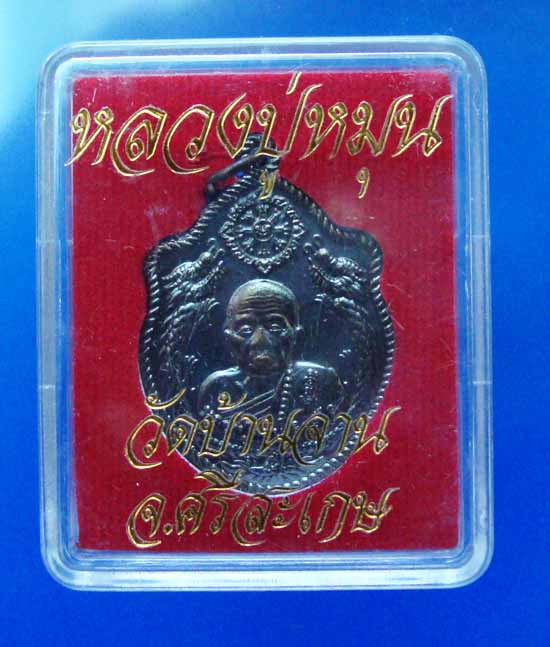 หลวงปู่หมุน
วัดบ้านจาน
จ.ศรีสะเกษ